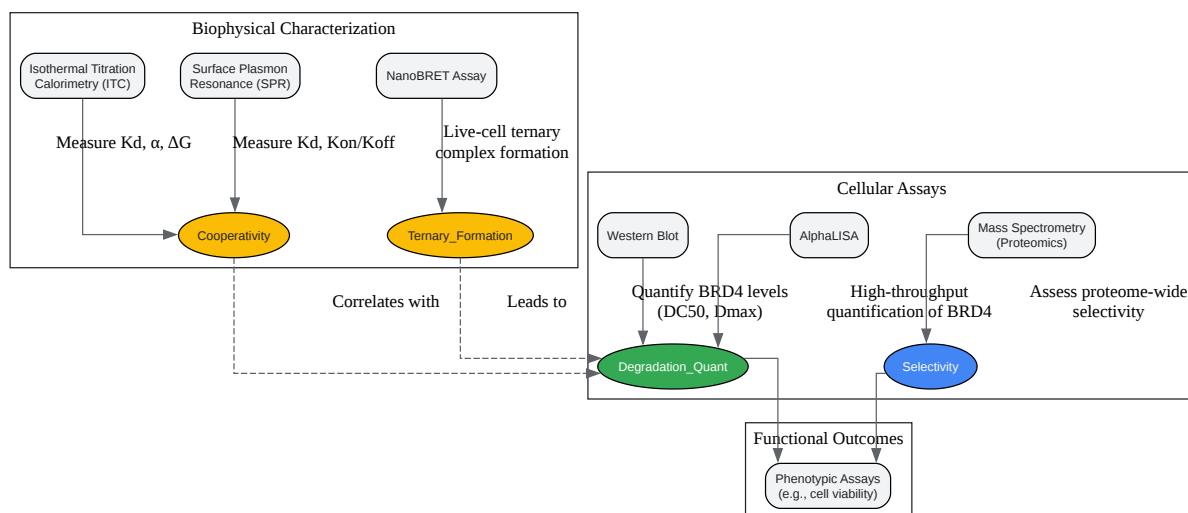 Biophysical Characterization
Isothermal Titration
Calorimetry (ITC)
Surface Plasmon
Resonance (SPR)
NanoBRET Assay
Measure Kd, α, ΔG
Measure Kd, Kon/Koff
Live-cell ternary
complex formation
Cooperativity
Ternary_Formation
Correlates with
Leads to
Cellular Assays
Western Blot
AlphaLISA
Mass Spectrometry
(Proteomics)
Quantify BRD4 levels
(DC50, Dmax)
High-throughput
quantification of BRD4
Assess proteome-wide
selectivity
Degradation_Quant
Selectivity
Functional Outcomes
Phenotypic Assays
(e.g., cell viability)